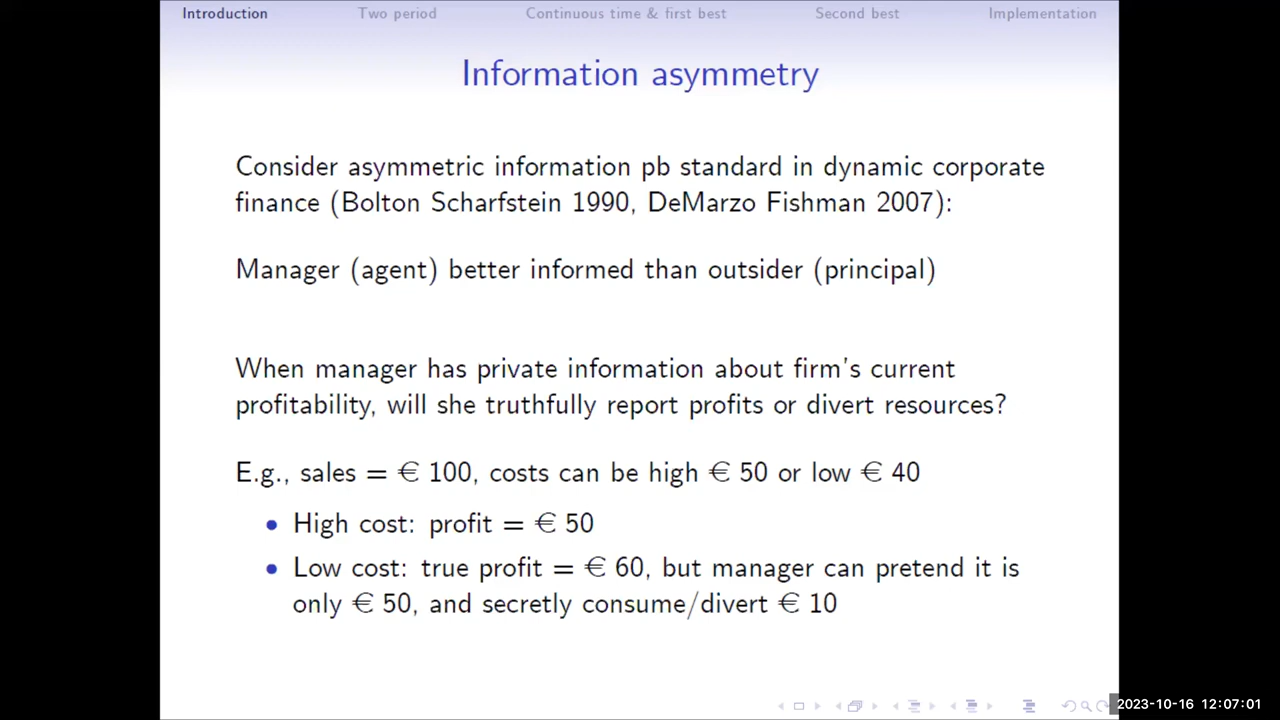 Introduction Two period Continuous time & first best Second best Implementation
Information asymmetry
Consider asymmetric information pb standard in dynamic corporate
finance (Bolton Scharfstein 1990, DeMarzo Fishman 2007):
Manager (agent) better informed than outsider (principal)
When manager has private information about firm's current
profitability, will she truthfully report profits or divert resources?
E.g., sales = € 100, costs can be high € 50 or low € 40
• High cost: profit = € 50
• Low cost: true profit = € 60, but manager can pretend it is
only € 50, and secretly consume/divert € 10
2023-10-16 12:07:01